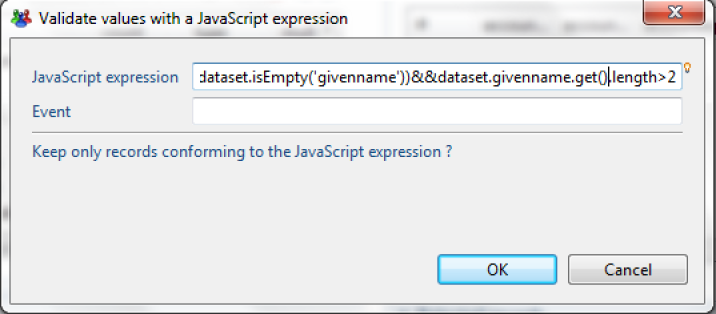 Validate values with a JavaScript expression
JavaScript expression dataset.isEmpty('givenname'))&&dataset.givenname.get().length>2
Event
Keep only records conforming to the JavaScript expression ?
OK Cancel